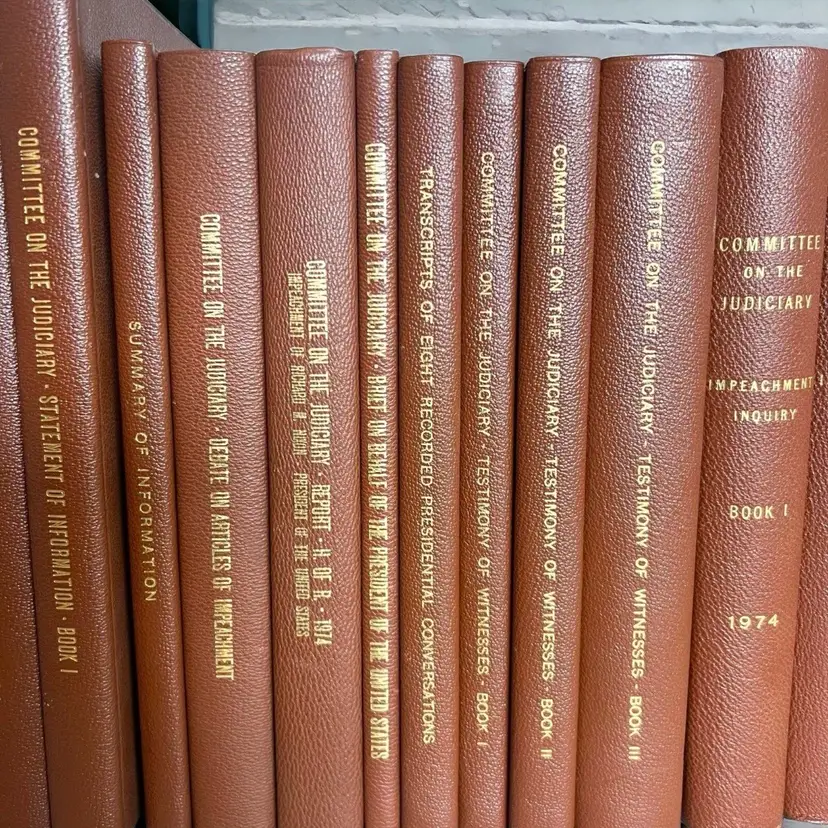 COMMITTEE ON THE JUDICIARY · STATEMENT OF INFORMATION · BOOK I
SUMMARY OF INFORMATION
COMMITTEE ON THE JUDICIARY · DEBATE ON ARTICLES OF IMPEACHMENT
COMMITTEE ON THE JUDICIARY · REPORT · H OF R · 1974
IMPEACHMENT OF RICHARD M. NIXON PRESIDENT OF THE UNITED STATES
COMMITTEE ON THE JUDICIARY · BRIEF ON BEHALF OF THE PRESIDENT OF THE UNITED STATES
TRANSCRIPTS OF EIGHT RECORDED PRESIDENTIAL CONVERSATIONS
COMMITTEE ON THE JUDICIARY · TESTIMONY OF WITNESSES · BOOK I
COMMITTEE ON THE JUDICIARY · TESTIMONY OF WITNESSES · BOOK II
COMMITTEE ON THE JUDICIARY · TESTIMONY OF WITNESSES · BOOK III
COMMITTEE
ON THE
JUDICIARY
IMPEACHMENT
INQUIRY
BOOK I
1974